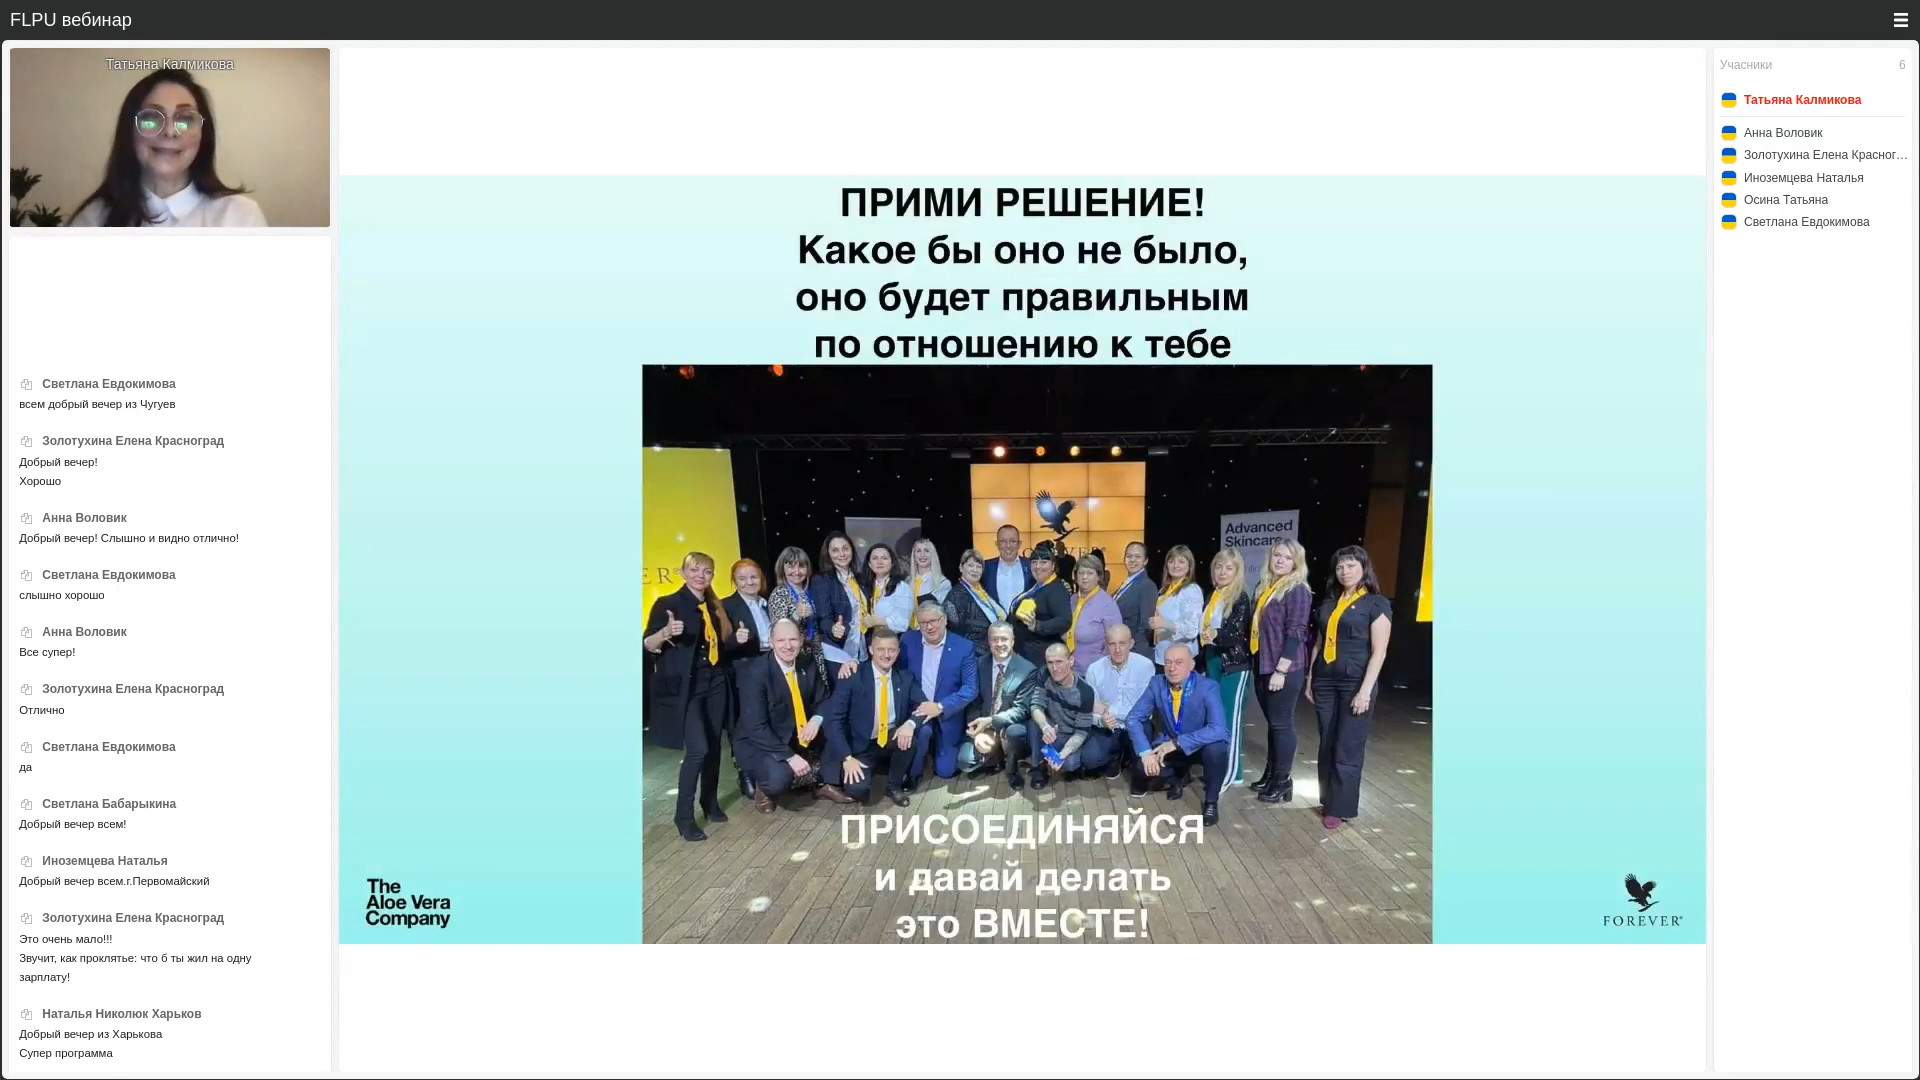 FLPU вебинар
Татьяна Калмикова
Светлана Евдокимова
всем добрый вечер из Чугуев
Золотухина Елена Красноград
Добрый вечер!
Хорошо
Анна Воловик
Добрый вечер! Слышно и видно отлично!
Светлана Евдокимова
слышно хорошо
Анна Воловик
Все супер!
Золотухина Елена Красноград
Отлично
Светлана Евдокимова
да
Светлана Бабарыкина
Добрый вечер всем!
Иноземцева Наталья
Добрый вечер всем.г.Первомайский
Золотухина Елена Красноград
Это очень мало!!!
Звучит, как проклятье: что б ты жил на одну
зарплату!
Наталья Николюк Харьков
Добрый вечер из Харькова
Супер программа
ПРИМИ РЕШЕНИЕ!
Какое бы оно не было,
оно будет правильным
по отношению к тебе
Advanced
Skincare
ПРИСОЕДИНЯЙСЯ
и давай делать
это ВМЕСТЕ!
The
Aloe Vera
Company
FOREVER®
Учасники 6
Татьяна Калмикова
Анна Воловик
Золотухина Елена Красног...
Иноземцева Наталья
Осина Татьяна
Светлана Евдокимова